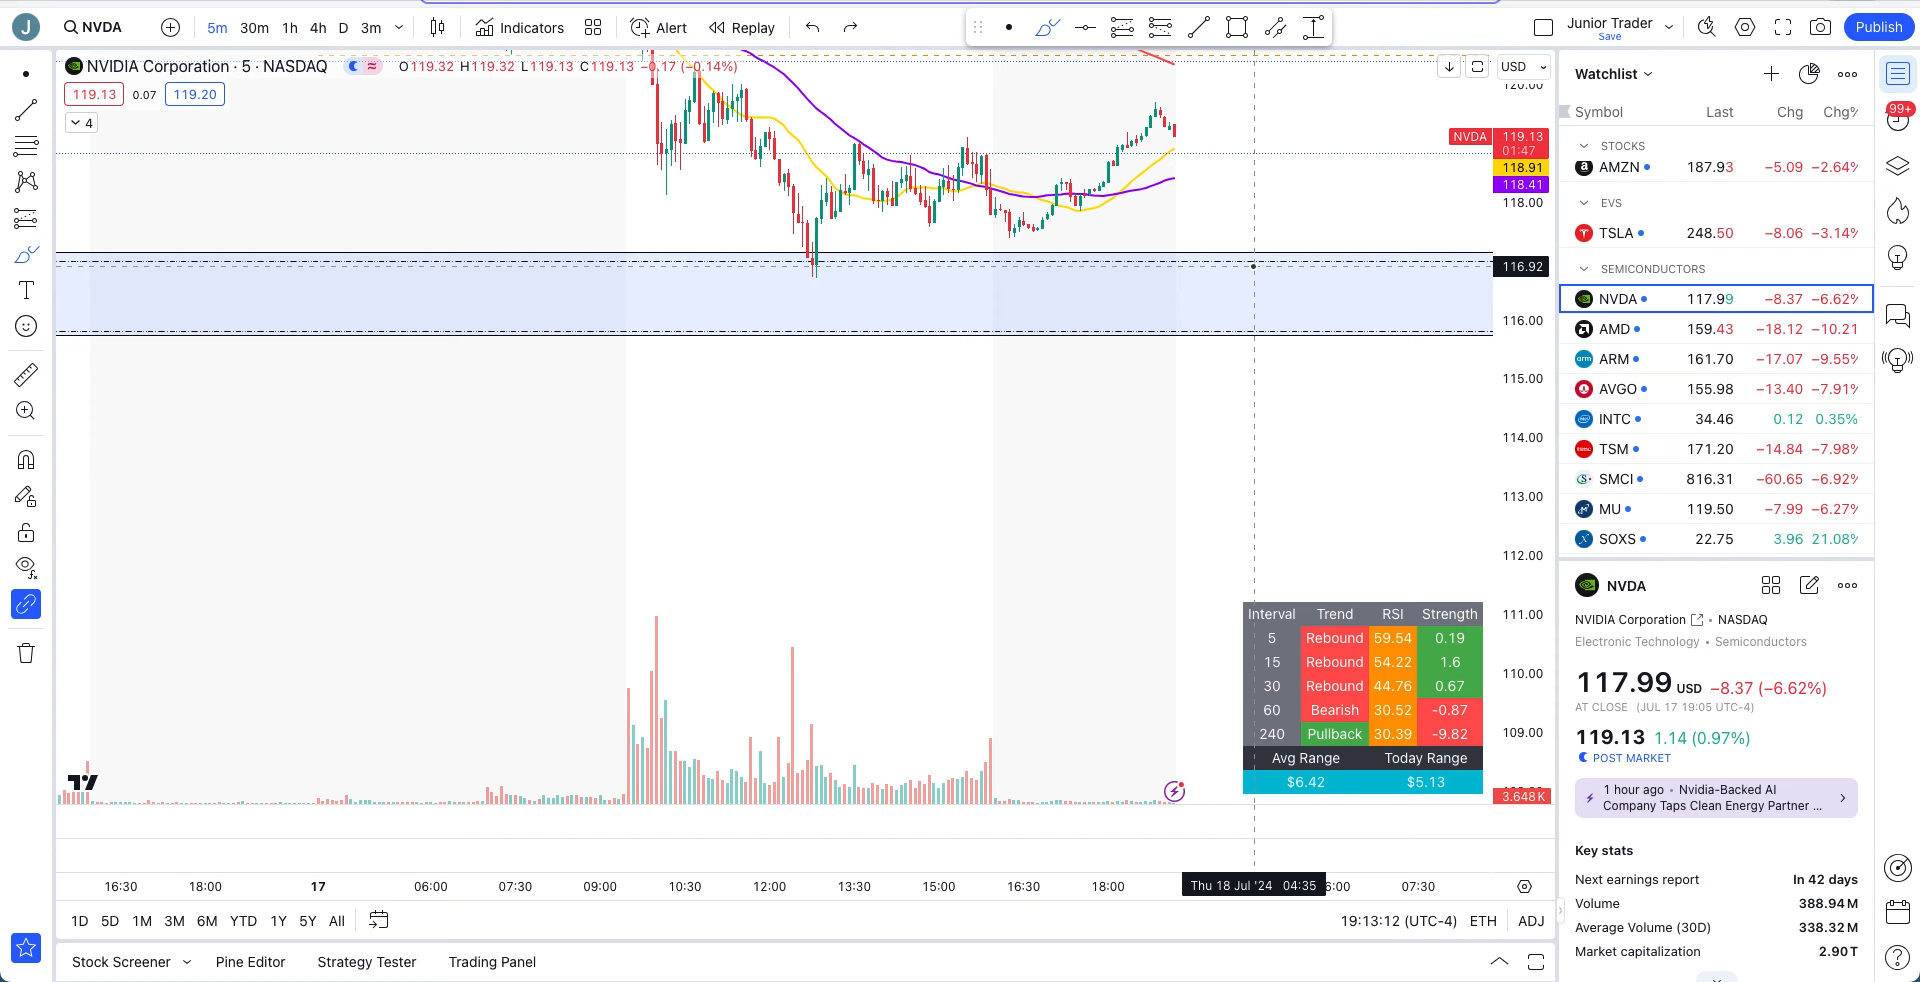 J
NVDA
5m 30m 1h 4h D 3m
Indicators
Alert
Replay
Junior Trader
Save
Publish
NVIDIA Corporation · 5 · NASDAQ
O119.32 H119.32 L119.13 C119.13 −0.17 (−0.14%)
119.13 0.07 119.20
4
USD
120.00
NVDA 119.13
01:47
118.91
118.41
118.00
116.92
116.00
115.00
114.00
113.00
112.00
111.00
110.00
109.00
3.648K
Interval Trend RSI Strength
5 Rebound 59.54 0.19
15 Rebound 54.22 1.6
30 Rebound 44.76 0.67
60 Bearish 30.52 -0.87
240 Pullback 30.39 -9.82
Avg Range Today Range
$6.42 $5.13
16:30 18:00 17 06:00 07:30 09:00 10:30 12:00 13:30 15:00 16:30 18:00 Thu 18 Jul '24 04:35 6:00 07:30
1D 5D 1M 3M 6M YTD 1Y 5Y All
19:13:12 (UTC-4) ETH ADJ
Stock Screener Pine Editor Strategy Tester Trading Panel
Watchlist
Symbol Last Chg Chg%
STOCKS
AMZN 187.93 −5.09 −2.64%
EVS
TSLA 248.50 −8.06 −3.14%
SEMICONDUCTORS
NVDA 117.99 −8.37 −6.62%
AMD 159.43 −18.12 −10.21
ARM 161.70 −17.07 −9.55%
AVGO 155.98 −13.40 −7.91%
INTC 34.46 0.12 0.35%
TSM 171.20 −14.84 −7.98%
SMCI 816.31 −60.65 −6.92%
MU 119.50 −7.99 −6.27%
SOXS 22.75 3.96 21.08%
NVDA
NVIDIA Corporation • NASDAQ
Electronic Technology • Semiconductors
117.99 USD −8.37 (−6.62%)
AT CLOSE (JUL 17 19:05 UTC-4)
119.13 1.14 (0.97%)
POST MARKET
1 hour ago • Nvidia-Backed AI
Company Taps Clean Energy Partner ...
Key stats
Next earnings report In 42 days
Volume 388.94M
Average Volume (30D) 338.32M
Market capitalization 2.90T
99+